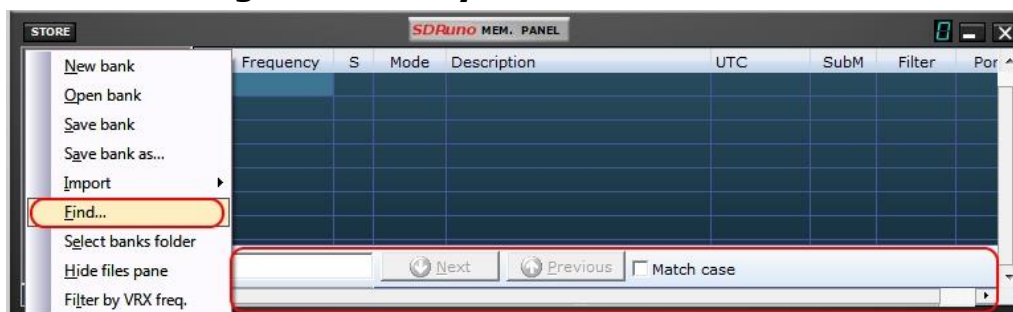 STORE SDRuno MEM. PANEL 0
Frequency S Mode Description UTC SubM Filter Por
New bank
Open bank
Save bank
Save bank as...
Import
Find...
Select banks folder
Hide files pane
Next Previous Match case
Filter by VRX freq.